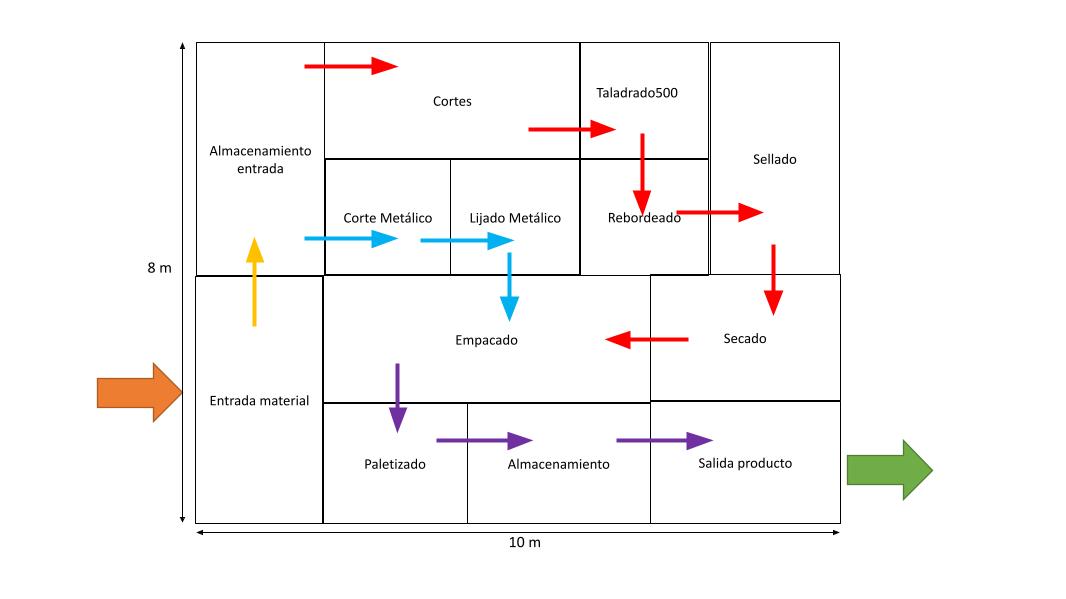 Cortes
Taladrado500
Almacenamiento
entrada
Sellado
Corte Metálico
Lijado Metálico
Rebordeado
8 m
Empacado
Secado
Entrada material
Paletizado
Almacenamiento
Salida producto
10 m